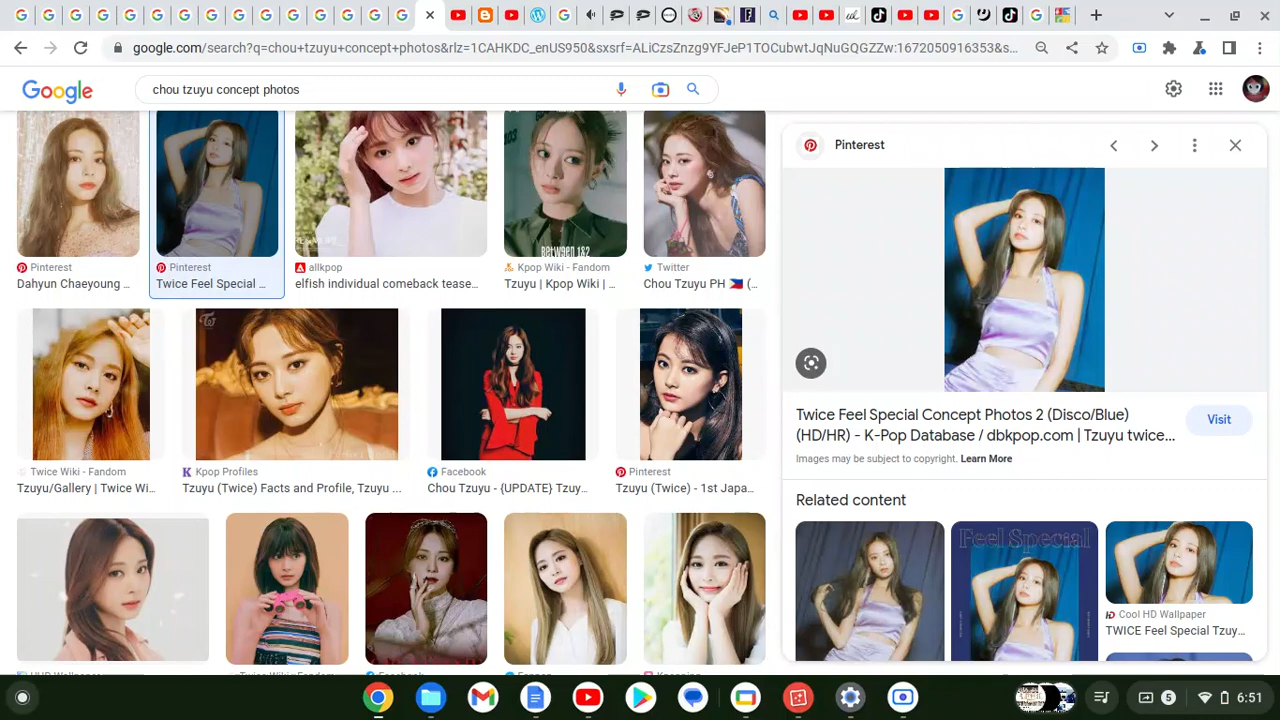 google.com/search?q=chou+tzuyu+concept+photos&rlz=1CAHKDC_enUS950&sxsrf=ALiCzsZnzg9YFJeP1TOCubwtJqNuGQGZZw:1672050916353&s...
Google
chou tzuyu concept photos
Pinterest
Dahyun Chaeyoung ...
Pinterest
Twice Feel Special ...
allkpop
elfish individual comeback tease...
Between 1&2
Kpop Wiki - Fandom
Tzuyu | Kpop Wiki | ...
Twitter
Chou Tzuyu PH 🇵🇭 (...
Twice Wiki - Fandom
Tzuyu/Gallery | Twice Wi...
Kpop Profiles
Tzuyu (Twice) Facts and Profile, Tzuyu ...
Facebook
Chou Tzuyu - {UPDATE} Tzuy...
Pinterest
Tzuyu (Twice) - 1st Japa...
Pinterest
Twice Feel Special Concept Photos 2 (Disco/Blue)
(HD/HR) - K-Pop Database / dbkpop.com | Tzuyu twice...
Visit
Images may be subject to copyright. Learn More
Related content
Feel Special
Cool HD Wallpaper
TWICE Feel Special Tzuy...
5
6:51